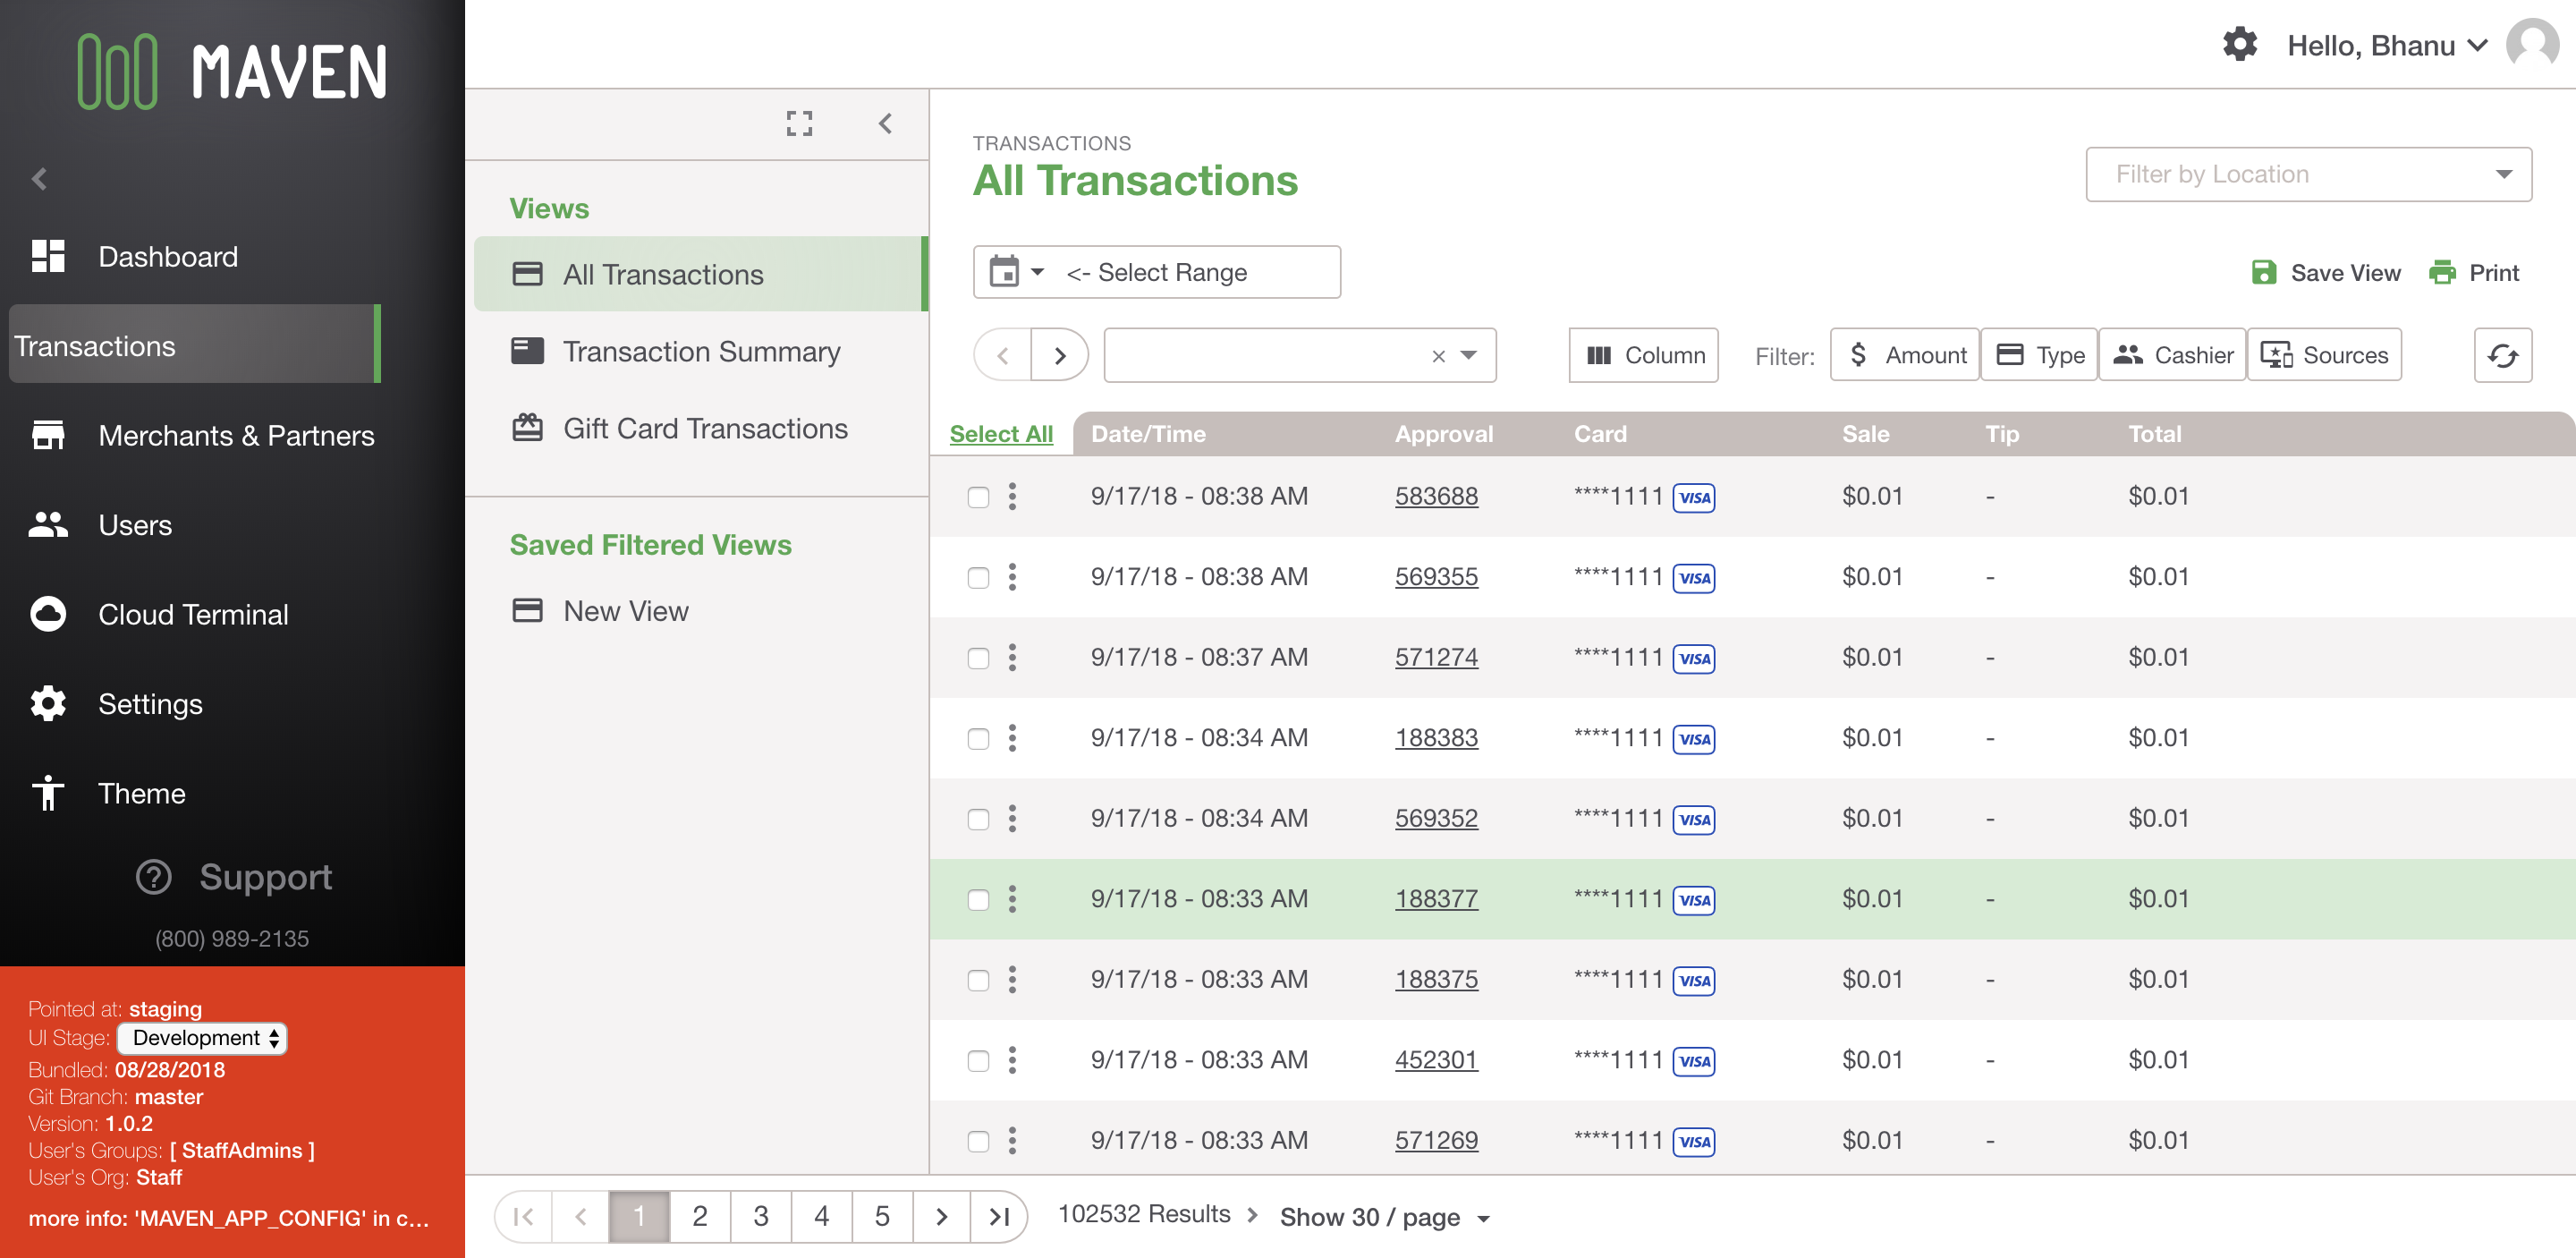 MAVEN
Hello, Bhanu
Dashboard
Transactions
Merchants & Partners
Users
Cloud Terminal
Settings
Theme
Support
(800) 989-2135
Pointed at: staging
UI Stage: Development
Bundled: 08/28/2018
Git Branch: master
Version: 1.0.2
User's Groups: [ StaffAdmins ]
User's Org: Staff
more info: 'MAVEN_APP_CONFIG' in c...
Views
All Transactions
Transaction Summary
Gift Card Transactions
Saved Filtered Views
New View
TRANSACTIONS
All Transactions
Filter by Location
<- Select Range
Save View Print
Column Filter: $ Amount Type Cashier Sources
Select All Date/Time Approval Card Sale Tip Total
9/17/18 - 08:38 AM 583688 ****1111 VISA $0.01 - $0.01
9/17/18 - 08:38 AM 569355 ****1111 VISA $0.01 - $0.01
9/17/18 - 08:37 AM 571274 ****1111 VISA $0.01 - $0.01
9/17/18 - 08:34 AM 188383 ****1111 VISA $0.01 - $0.01
9/17/18 - 08:34 AM 569352 ****1111 VISA $0.01 - $0.01
9/17/18 - 08:33 AM 188377 ****1111 VISA $0.01 - $0.01
9/17/18 - 08:33 AM 188375 ****1111 VISA $0.01 - $0.01
9/17/18 - 08:33 AM 452301 ****1111 VISA $0.01 - $0.01
9/17/18 - 08:33 AM 571269 ****1111 VISA $0.01 - $0.01
1 2 3 4 5 102532 Results Show 30 / page